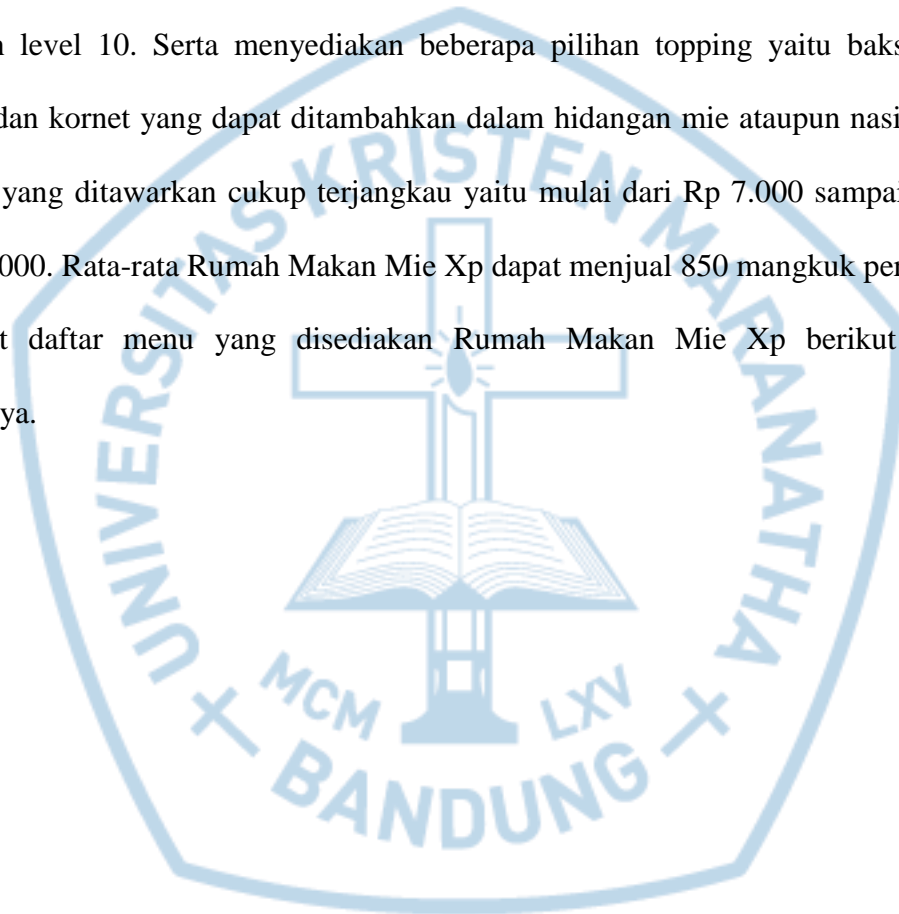 level 10. Serta menyediakan beberapa pilihan topping yaitu baks
dan kornet yang dapat ditambahkan dalam hidangan mie ataupun nasi
yang ditawarkan cukup terjangkau yaitu mulai dari Rp 7.000 sampai
000. Rata-rata Rumah Makan Mie Xp dapat menjual 850 mangkuk per
t daftar menu yang disediakan Rumah Makan Mie Xp berikut
ya.
UNIVERSITAS KRISTEN MARANATHA
MCM LXV
BANDUNG